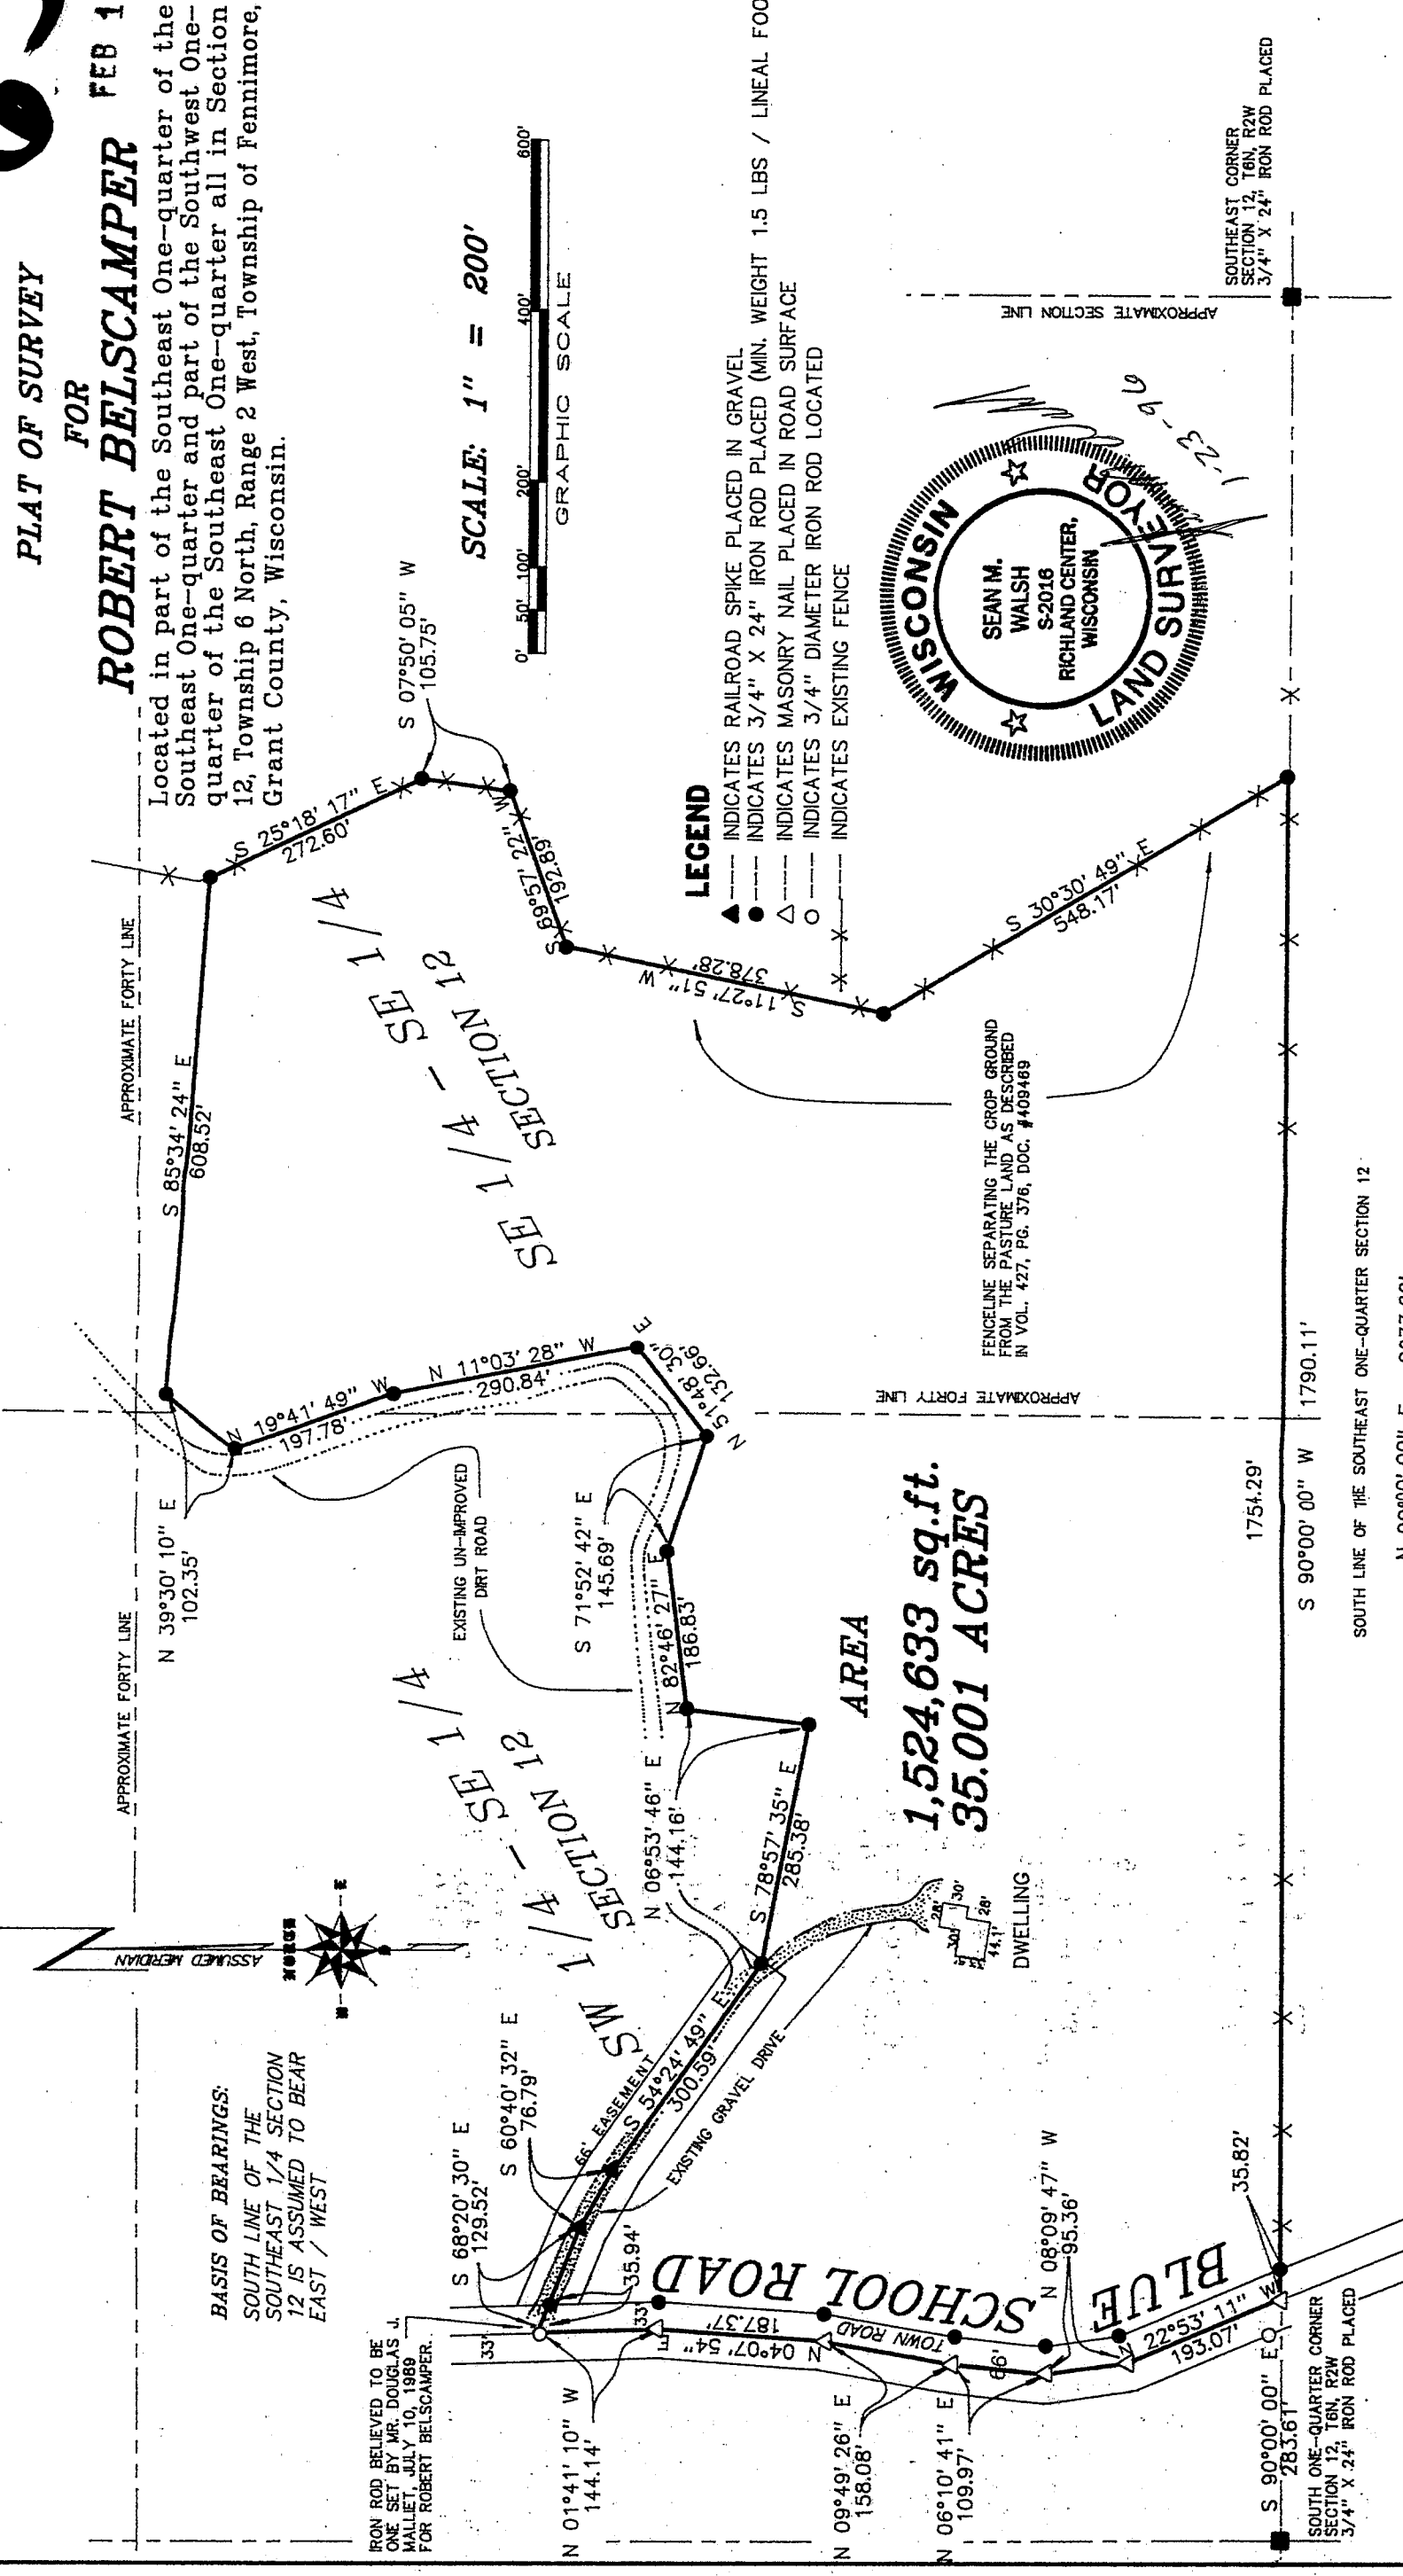 PLAT OF SURVEY
FOR
ROBERT BELSCAMPER
FEB 1
Located in part of the Southeast One-quarter of the
Southeast One-quarter and part of the Southwest One-
quarter of the Southeast One-quarter all in Section
12, Township 6 North, Range 2 West, Township of Fennimore,
Grant County, Wisconsin.
SCALE: 1" = 200'
0' 50' 100' 200' 400' 600'
GRAPHIC SCALE
BASIS OF BEARINGS:
SOUTH LINE OF THE
SOUTHEAST 1/4 SECTION
12 IS ASSUMED TO BEAR
EAST / WEST
ASSUMED MERIDIAN
NORTH
W
E
APPROXIMATE FORTY LINE
APPROXIMATE FORTY LINE
N 39°30' 10" E
102.35'
S 85°34' 24" E
608.52'
S 25°18' 17" E
272.60'
S 07°50' 05" W
105.75'
S 69°57' 22" W
192.89'
S 11°27' 51" W
378.28'
S 30°30' 49" E
548.17'
N 19°41' 49" W
197.78'
N 11°03' 28" W
290.84'
N 51°48' 30" E
132.66'
S 71°52' 42" E
145.69'
N 82°46' 27" E
186.83'
N 06°53' 46" E
144.16'
S 78°57' 35" E
285.38'
S 54°24' 49" E
300.59'
S 60°40' 32" E
76.79'
S 68°20' 30" E
129.52'
35.94'
66' EASEMENT
EXISTING GRAVEL DRIVE
EXISTING UN-IMPROVED
DIRT ROAD
SE 1/4 - SE 1/4
SECTION 12
SW 1/4 - SE 1/4
SECTION 12
IRON ROD BELIEVED TO BE
ONE SET BY MR. DOUGLAS J.
MALLIET, JULY 10, 1989
FOR ROBERT BELSCAMPER.
33'
33'
N 01°41' 10" W
144.14'
N 04°07' 54" E
187.37'
N 09°49' 26" E
158.08'
N 06°10' 41" E
109.97'
N 08°09' 47" W
95.36'
N 22°53' 11" W
193.07'
66'
TOWN ROAD
BLUE SCHOOL ROAD
DWELLING
30'
28'
30'
28'
44.1'
AREA
1,524,633 sq.ft.
35.001 ACRES
APPROXIMATE FORTY LINE
FENCELINE SEPARATING THE CROP GROUND
FROM THE PASTURE LAND AS DESCRIBED
IN VOL. 427, PG. 376, DOC. #409469
LEGEND
INDICATES RAILROAD SPIKE PLACED IN GRAVEL
INDICATES 3/4" X 24" IRON ROD PLACED (MIN. WEIGHT 1.5 LBS / LINEAL FOO
INDICATES MASONRY NAIL PLACED IN ROAD SURFACE
INDICATES 3/4" DIAMETER IRON ROD LOCATED
INDICATES EXISTING FENCE
WISCONSIN
SEAN M.
WALSH
S-2016
RICHLAND CENTER,
WISCONSIN
LAND SURVEYOR
1-23-96
APPROXIMATE SECTION LINE
SOUTHEAST CORNER
SECTION 12, T6N, R2W
3/4" X 24" IRON ROD PLACED
35.82'
1754.29'
S 90°00' 00" W 1790.11'
S 90°00' 00" E
283.61'
SOUTH ONE-QUARTER CORNER
SECTION 12, T6N, R2W
3/4" X 24" IRON ROD PLACED
SOUTH LINE OF THE SOUTHEAST ONE-QUARTER SECTION 12